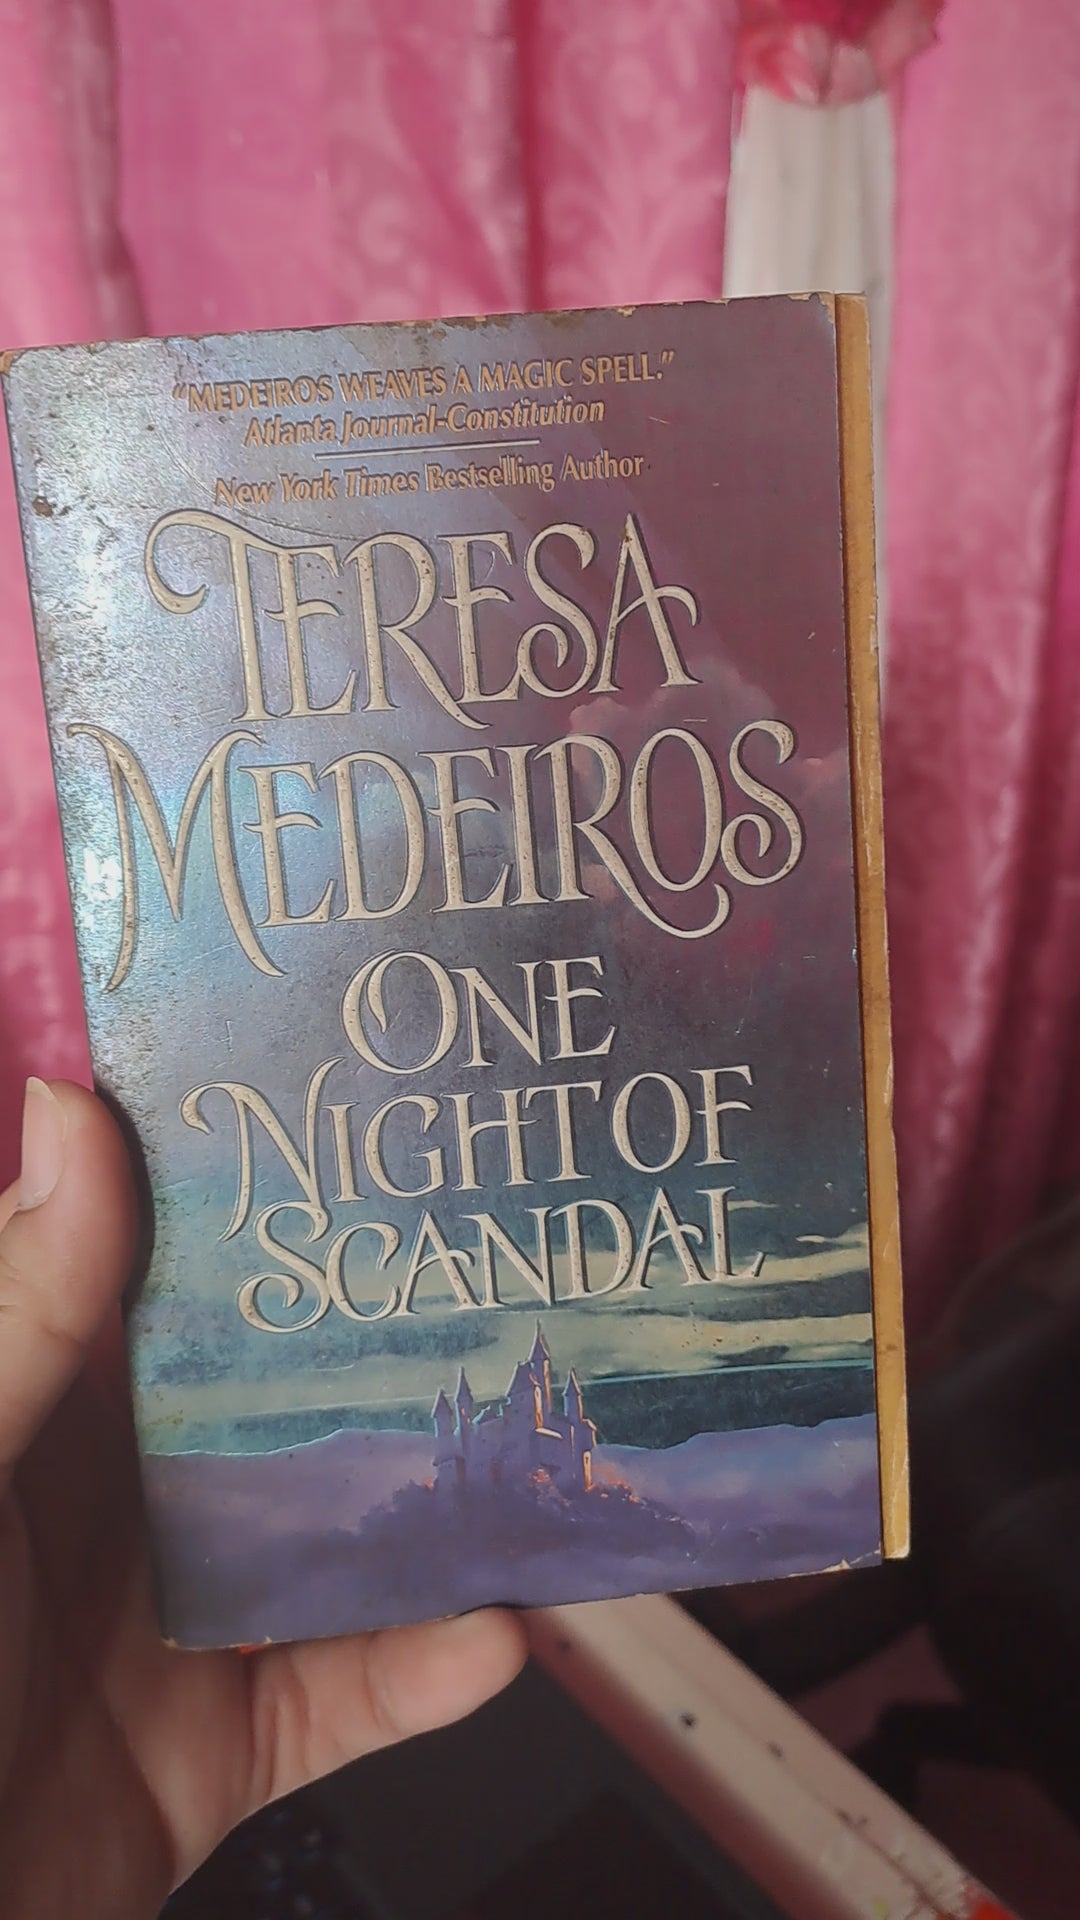 "MEDEIROS WEAVES A MAGIC SPELL."
Atlanta Journal-Constitution
New York Times Bestselling Author
TERESA
MEDEIROS
ONE
NIGHT OF
SCANDAL